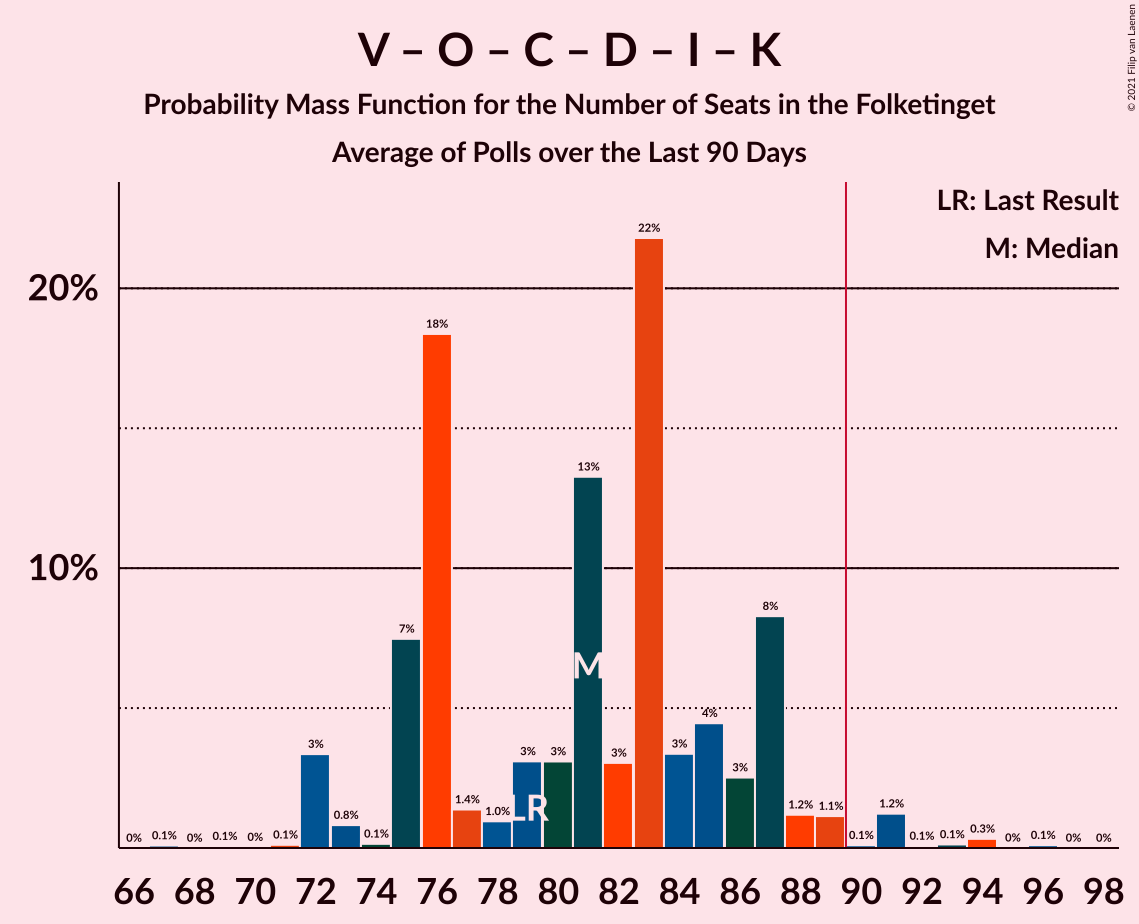 © 2021 Filip van Laenen
V – O – C – D – I – K
Probability Mass Function for the Number of Seats in the Folketinget
Average of Polls over the Last 90 Days
LR: Last Result
M: Median
20%
10%
0% 0.1% 0% 0.1% 0% 0.1% 3% 0.8% 0.1% 7% 18% 1.4% 1.0% 3% 3% 13% 3% 22% 3% 4% 3% 8% 1.2% 1.1% 0.1% 1.2% 0.1% 0.1% 0.3% 0% 0.1% 0% 0%
M
LR
66 68 70 72 74 76 78 80 82 84 86 88 90 92 94 96 98